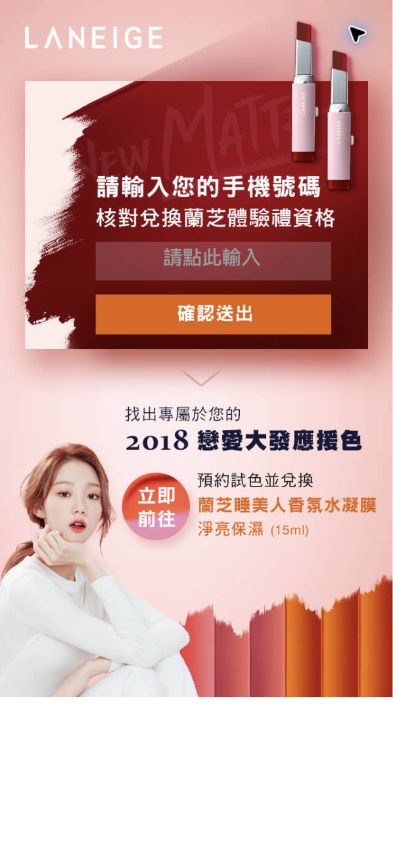 LANEIGE
NEW MATTE
請輸入您的手機號碼
核對兌換蘭芝體驗禮資格
請點此輸入
確認送出
找出專屬於您的
2018 戀愛大發應援色
立即
前往
預約試色並兌換
蘭芝睡美人香氛水凝膜
淨亮保濕 (15ml)